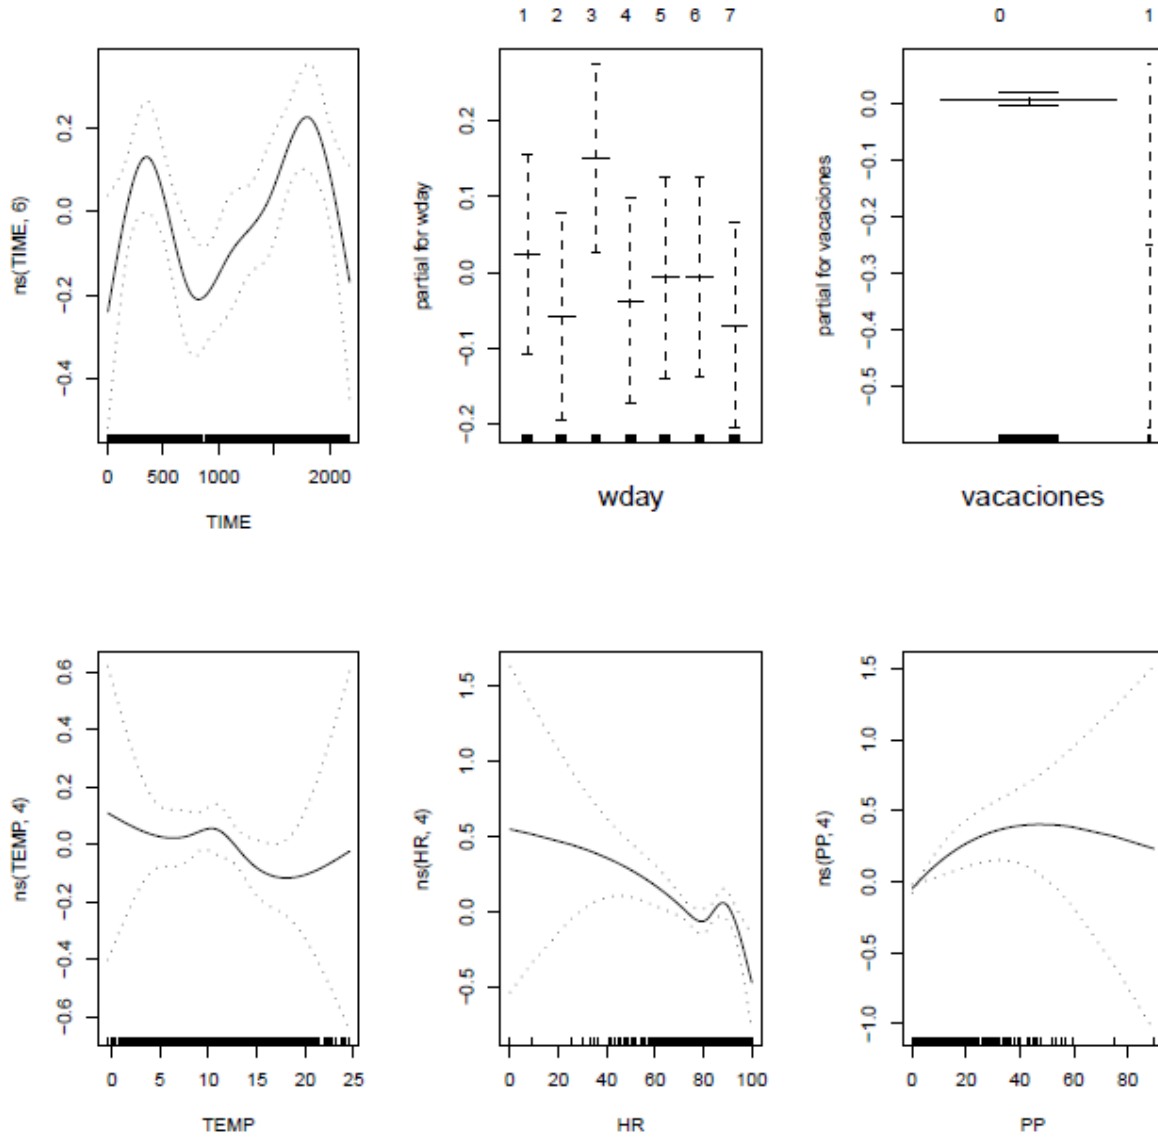 1 2 3 4 5 6 7
0 1
ns(TIME, 6)
0.2
0.0
−0.2
−0.4
0 500 1000 2000
TIME
partial for wday
0.2
0.1
0.0
−0.1
−0.2
wday
partial for vacaciones
0.0
−0.1
−0.2
−0.3
−0.4
−0.5
vacaciones
ns(TEMP, 4)
0.6
0.4
0.2
0.0
−0.2
−0.4
−0.6
0 5 10 15 20 25
TEMP
ns(HR, 4)
1.5
1.0
0.5
0.0
−0.5
0 20 40 60 80 100
HR
ns(PP, 4)
1.5
1.0
0.5
0.0
−0.5
−1.0
0 20 40 60 80
PP